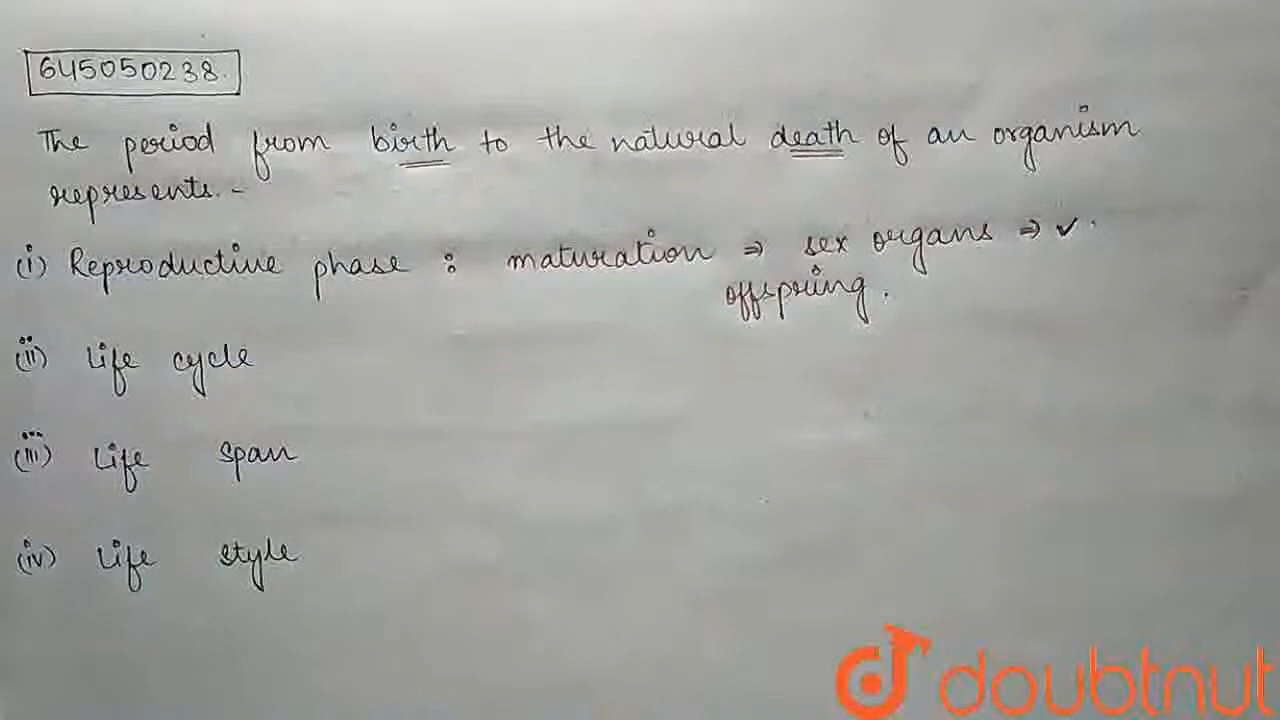 645050238.
The period from birth to the natural death of an organism
represents. -
(i) Reproductive phase : maturation ⇒ sex organs ⇒ ✓.
offspring.
(ii) Life cycle
(iii) Life span
(iv) Life style
doubtnut